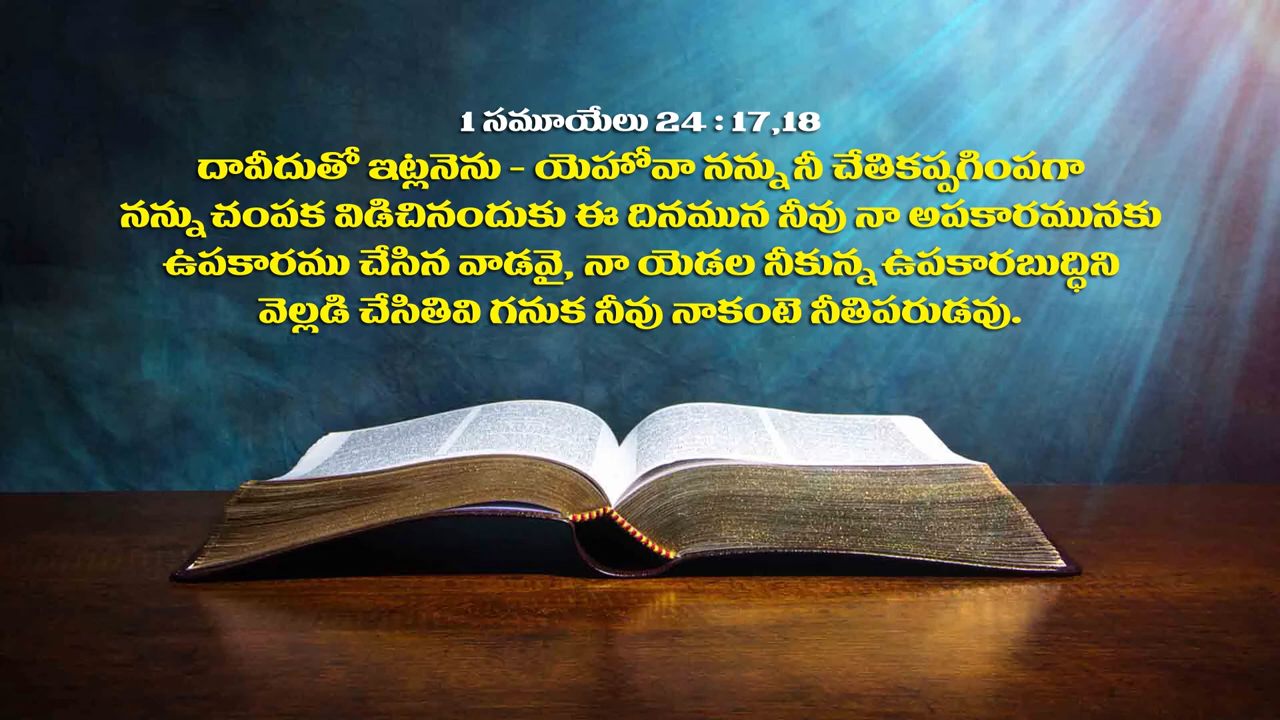 1 సమూయేలు 24 : 17,18
దావీదుతో ఇట్లనెను - యెహోవా నన్ను నీ చేతికప్పగింపగా
నన్ను చంపక విడిచినందుకు ఈ దినమున నీవు నా అపకారమునకు
ఉపకారము చేసిన వాడవై, నా యెడల నీకున్న ఉపకారబుద్ధిని
వెల్లడి చేసితివి గనుక నీవు నాకంటె నీతిపరుడవు.